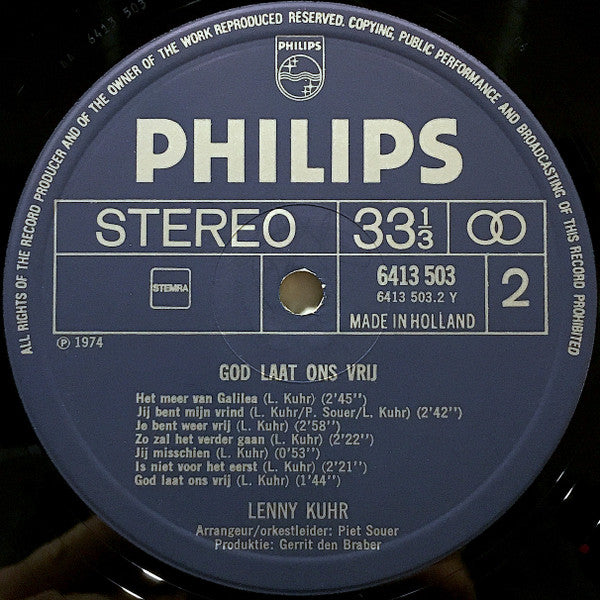 6413 503
ALL RIGHTS OF THE RECORD PRODUCER AND OF THE OWNER OF THE WORK REPRODUCED RESERVED. COPYING, PUBLIC PERFORMANCE AND BROADCASTING OF THIS RECORD PROHIBITED
PHILIPS
PHILIPS
STEREO 33⅓
STEMRA 6413 503
6413 503.2 Y
MADE IN HOLLAND
2
℗ 1974
GOD LAAT ONS VRIJ
Het meer van Galilea (L. Kuhr) (2'45'')
Jij bent mijn vrind (L. Kuhr/P. Souer/L. Kuhr) (2'42'')
Je bent weer vrij (L. Kuhr) (2'58'')
Zo zal het verder gaan (L. Kuhr) (2'22'')
Jij misschien (L. Kuhr) (0'53'')
Is niet voor het eerst (L. Kuhr) (2'21'')
God laat ons vrij (L. Kuhr) (1'44'')
LENNY KUHR
Arrangeur/orkestleider: Piet Souer
Produktie: Gerrit den Braber